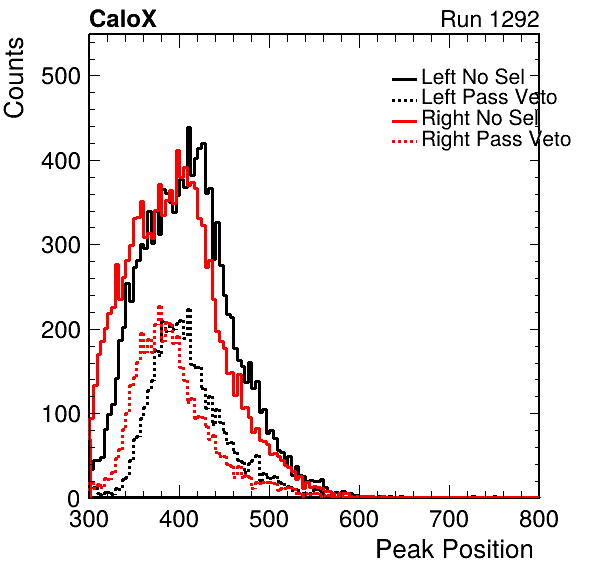 CaloX Run 1292
Counts
500
400
300
200
100
0
Left No Sel
Left Pass Veto
Right No Sel
Right Pass Veto
300 400 500 600 700 800
Peak Position